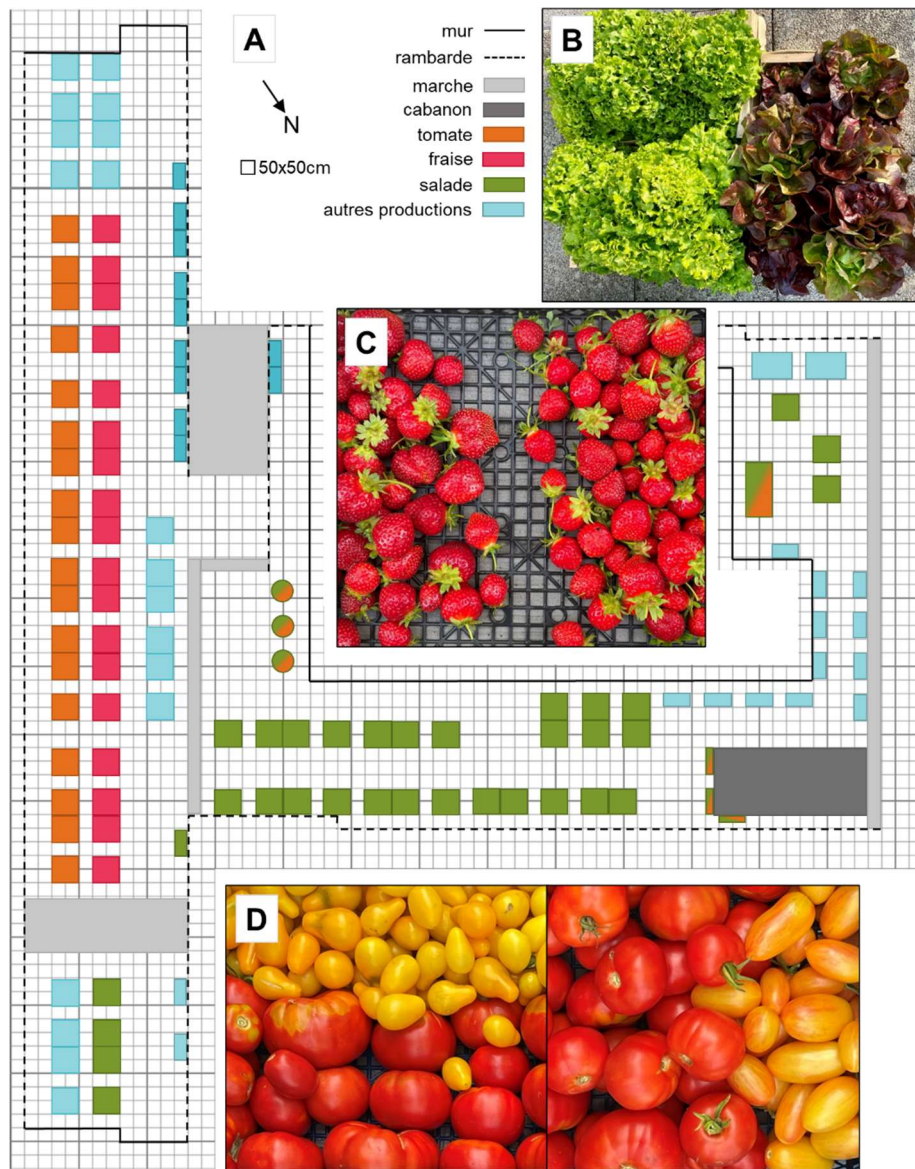 A
N
50x50cm
mur
rambarde
marche
cabanon
tomate
fraise
salade
autres productions
B
C
D